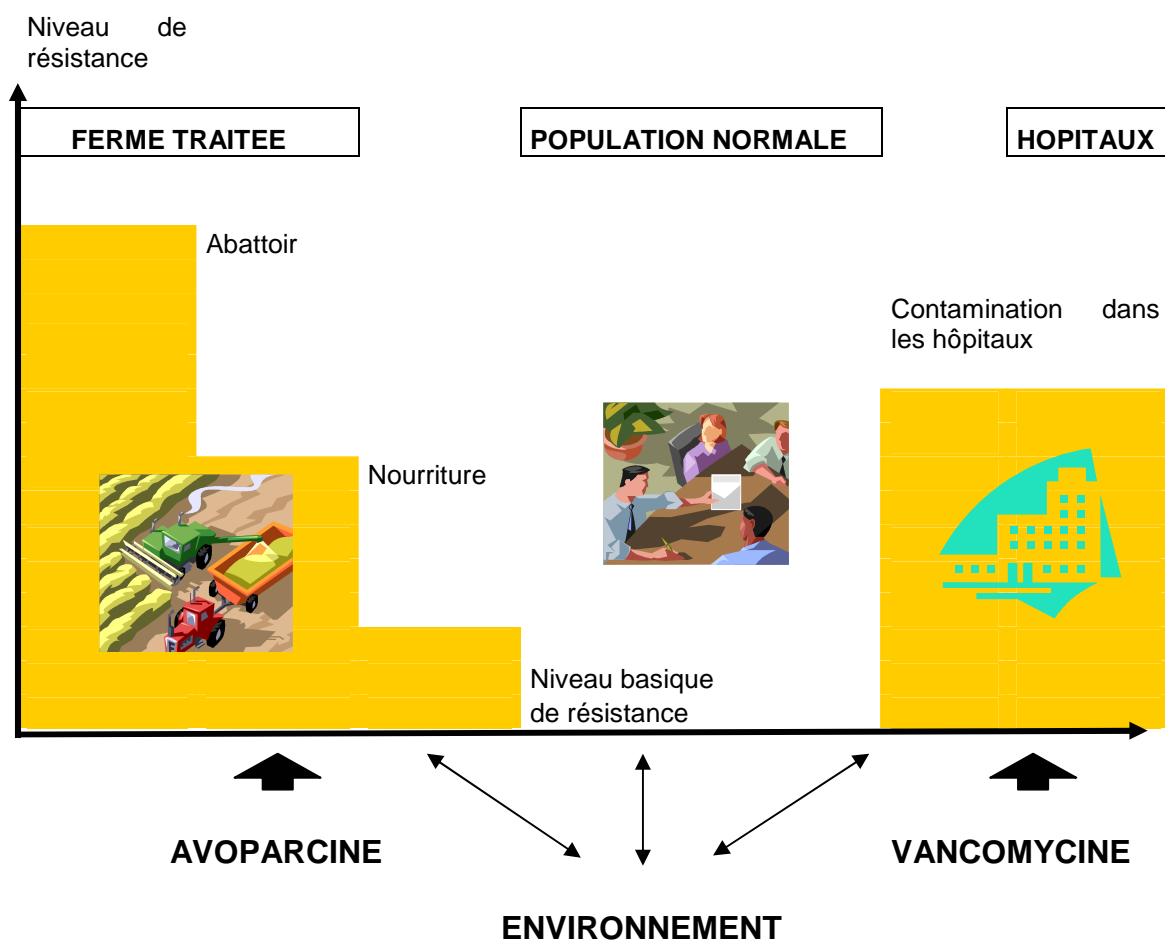 Niveau de
résistance
FERME TRAITEE
POPULATION NORMALE
HOPITAUX
Abattoir
Contamination dans
les hôpitaux
Nourriture
Niveau basique
de résistance
AVOPARCINE
VANCOMYCINE
ENVIRONNEMENT